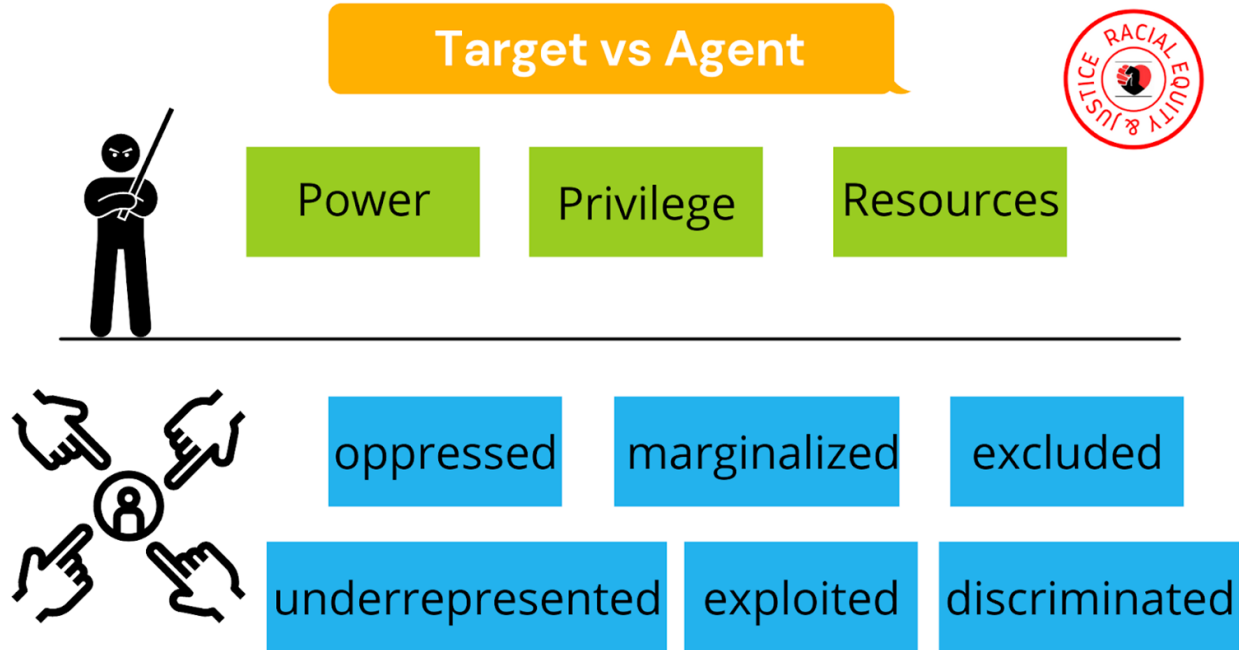 Target vs Agent
RACIAL EQUITY & JUSTICE
Power
Privilege
Resources
oppressed
marginalized
excluded
underrepresented
exploited
discriminated